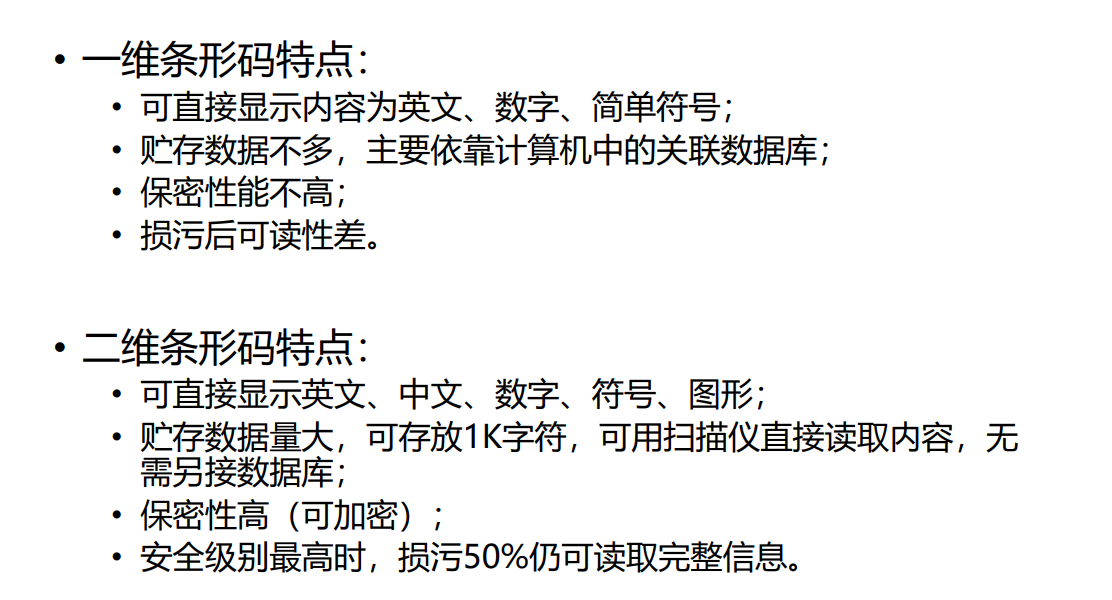 • 一维条形码特点：
• 可直接显示内容为英文、数字、简单符号；
• 贮存数据不多，主要依靠计算机中的关联数据库；
• 保密性能不高；
• 损污后可读性差。
• 二维条形码特点：
• 可直接显示英文、中文、数字、符号、图形；
• 贮存数据量大，可存放1K字符，可用扫描仪直接读取内容，无
需另接数据库；
• 保密性高（可加密）；
• 安全级别最高时，损污50%仍可读取完整信息。